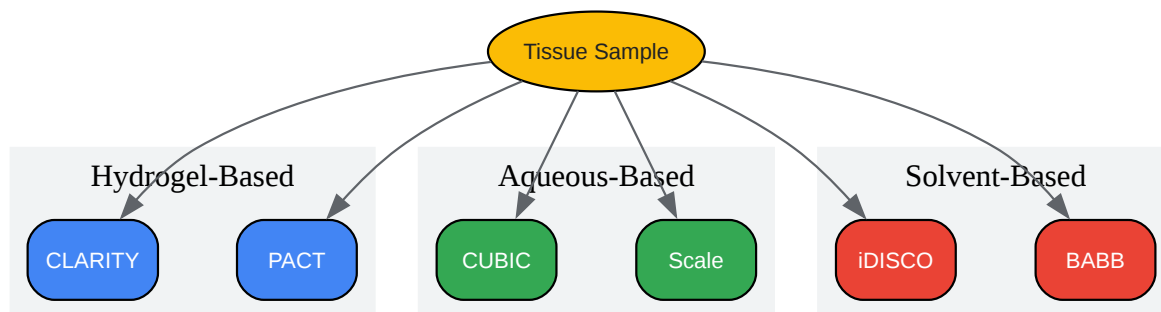 Tissue Sample
Hydrogel-Based
Aqueous-Based
Solvent-Based
CLARITY
PACT
CUBIC
Scale
iDISCO
BABB